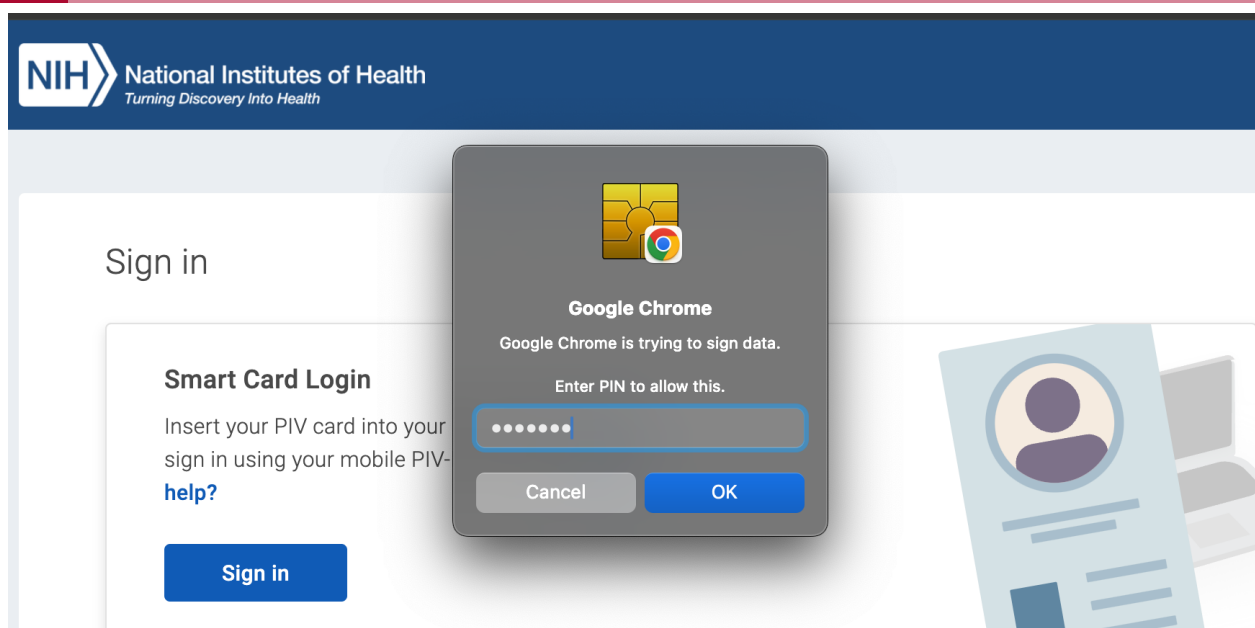 NIH
National Institutes of Health
Turning Discovery Into Health
Sign in
Smart Card Login
Insert your PIV card into your
sign in using your mobile PIV-
help?
Sign in
Google Chrome
Google Chrome is trying to sign data.
Enter PIN to allow this.
•••••••
Cancel
OK